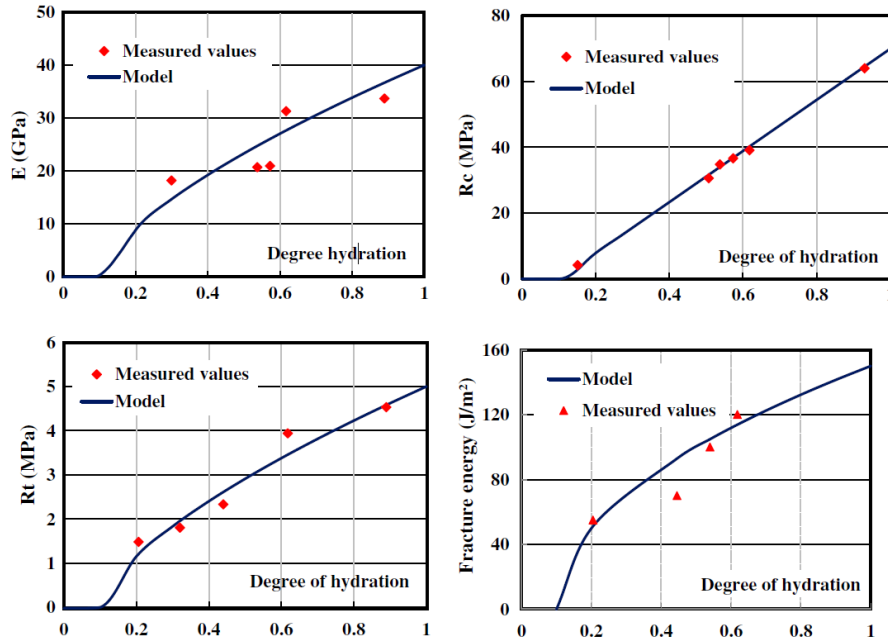 50
40
30
20
10
0
E (GPa)
Measured values
Model
Degree hydration
0
0.2
0.4
0.6
0.8
1
80
60
40
20
0
Rc (MPa)
Measured values
Model
Degree of hydration
0
0.2
0.4
0.6
0.8
1
6
5
4
3
2
1
0
Rt (MPa)
Measured values
Model
Degree of hydration
0
0.2
0.4
0.6
0.8
1
160
120
80
40
0
Fracture energy (J/m²)
Model
Measured values
Degree of hydration
0
0.2
0.4
0.6
0.8
1